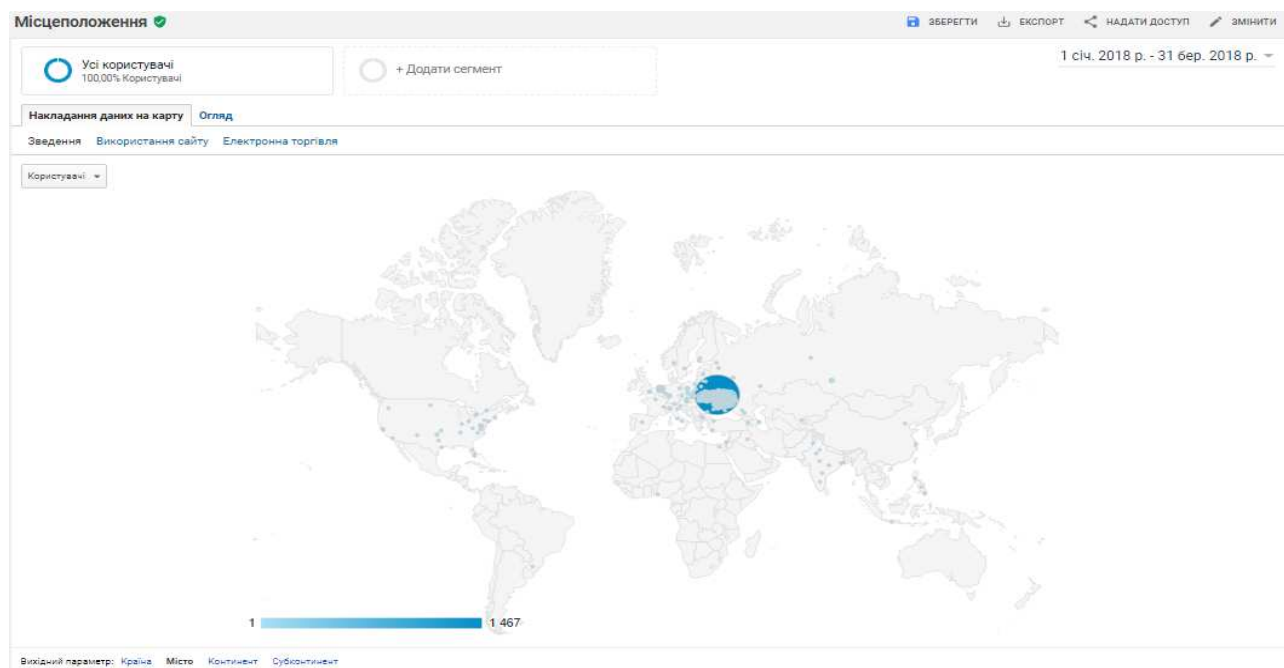 Місцеположення
ЗБЕРЕГТИ ЕКСПОРТ НАДАТИ ДОСТУП ЗМІНИТИ
Усі користувачі
100,00% Користувачі
+ Додати сегмент
1 січ. 2018 р. - 31 бер. 2018 р.
Накладання даних на карту Огляд
Зведення Використання сайту Електронна торгівля
Користувачі
1 1 467
Вихідний параметр: Країна Місто Континент Субконтинент